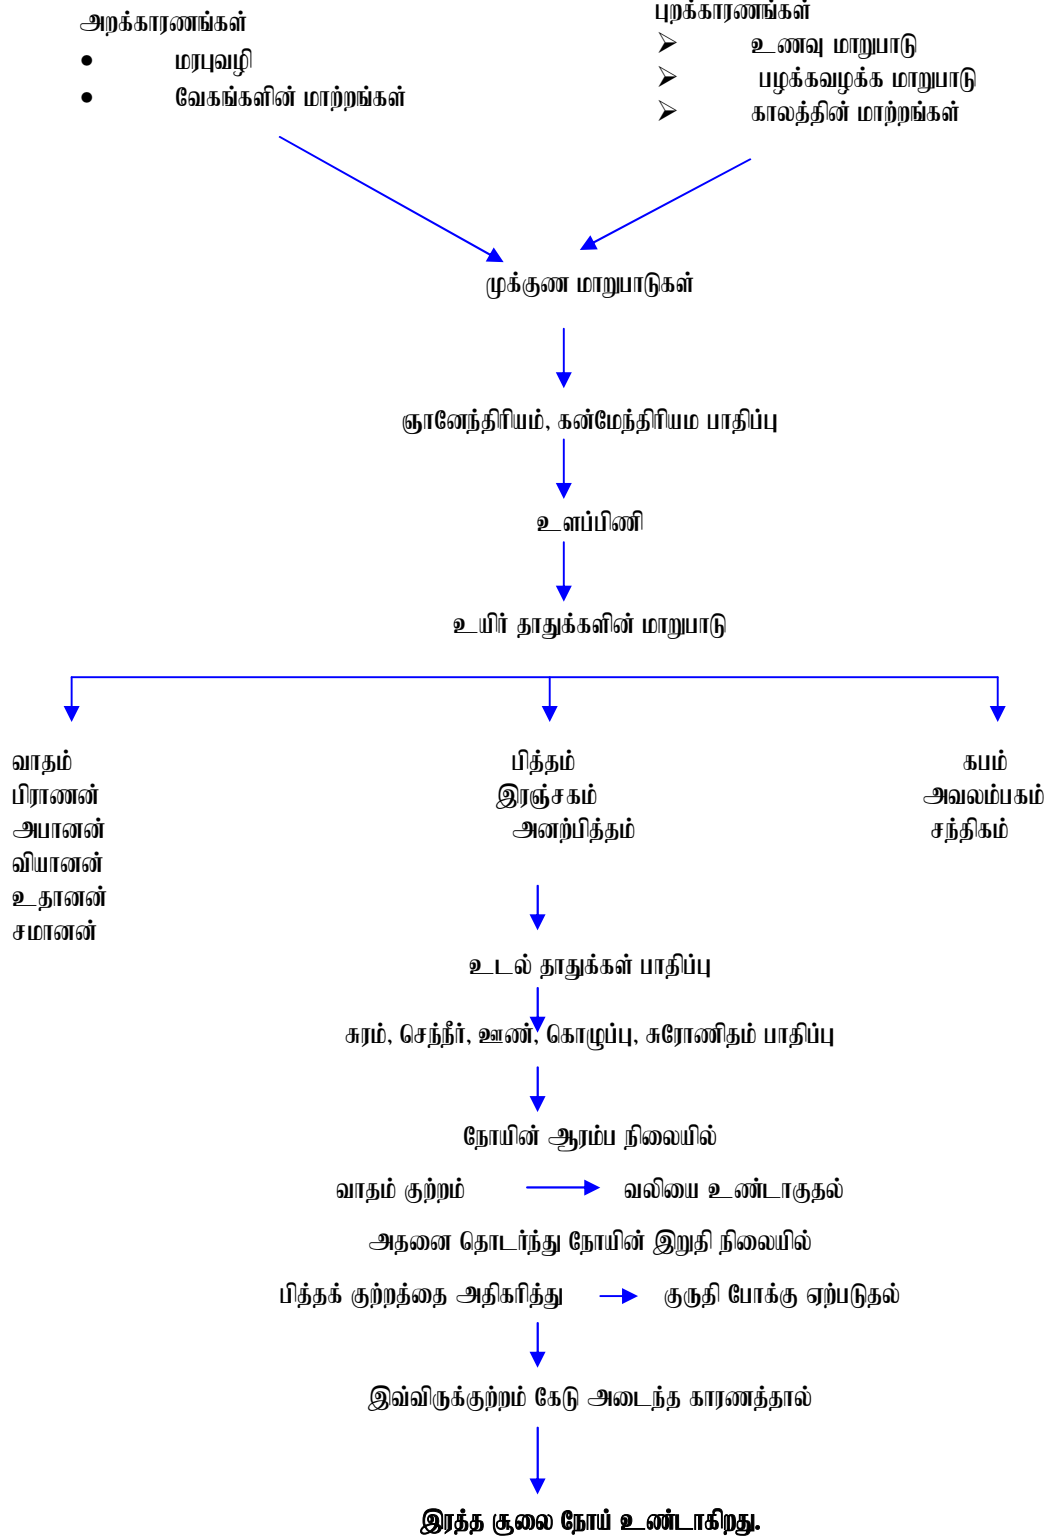 அறக்காரணங்கள்
• மரபுவழி
• வேகங்களின் மாற்றங்கள்
புறக்காரணங்கள்
➢ உணவு மாறுபாடு
➢ பழக்கவழக்க மாறுபாடு
➢ காலத்தின் மாற்றங்கள்
முக்குண மாறுபாடுகள்
ஞானேந்திரியம், கன்மேந்திரியம பாதிப்பு
உளப்பிணி
உயிர் தாதுக்களின் மாறுபாடு
வாதம்
பிராணன்
அபானன்
வியானன்
உதானன்
சமானன்
பித்தம்
இரஞ்சகம்
அனற்பித்தம்
கபம்
அவலம்பகம்
சந்திகம்
உடல் தாதுக்கள் பாதிப்பு
சுரம், செந்நீர், ஊண், கொழுப்பு, சுரோணிதம் பாதிப்பு
நோயின் ஆரம்ப நிலையில்
வாதம் குற்றம் → வலியை உண்டாகுதல்
அதனை தொடர்ந்து நோயின் இறுதி நிலையில்
பித்தக் குற்றத்தை அதிகரித்து → குருதி போக்கு ஏற்படுதல்
இவ்விருக்குற்றம் கேடு அடைந்த காரணத்தால்
இரத்த சூலை நோய் உண்டாகிறது.